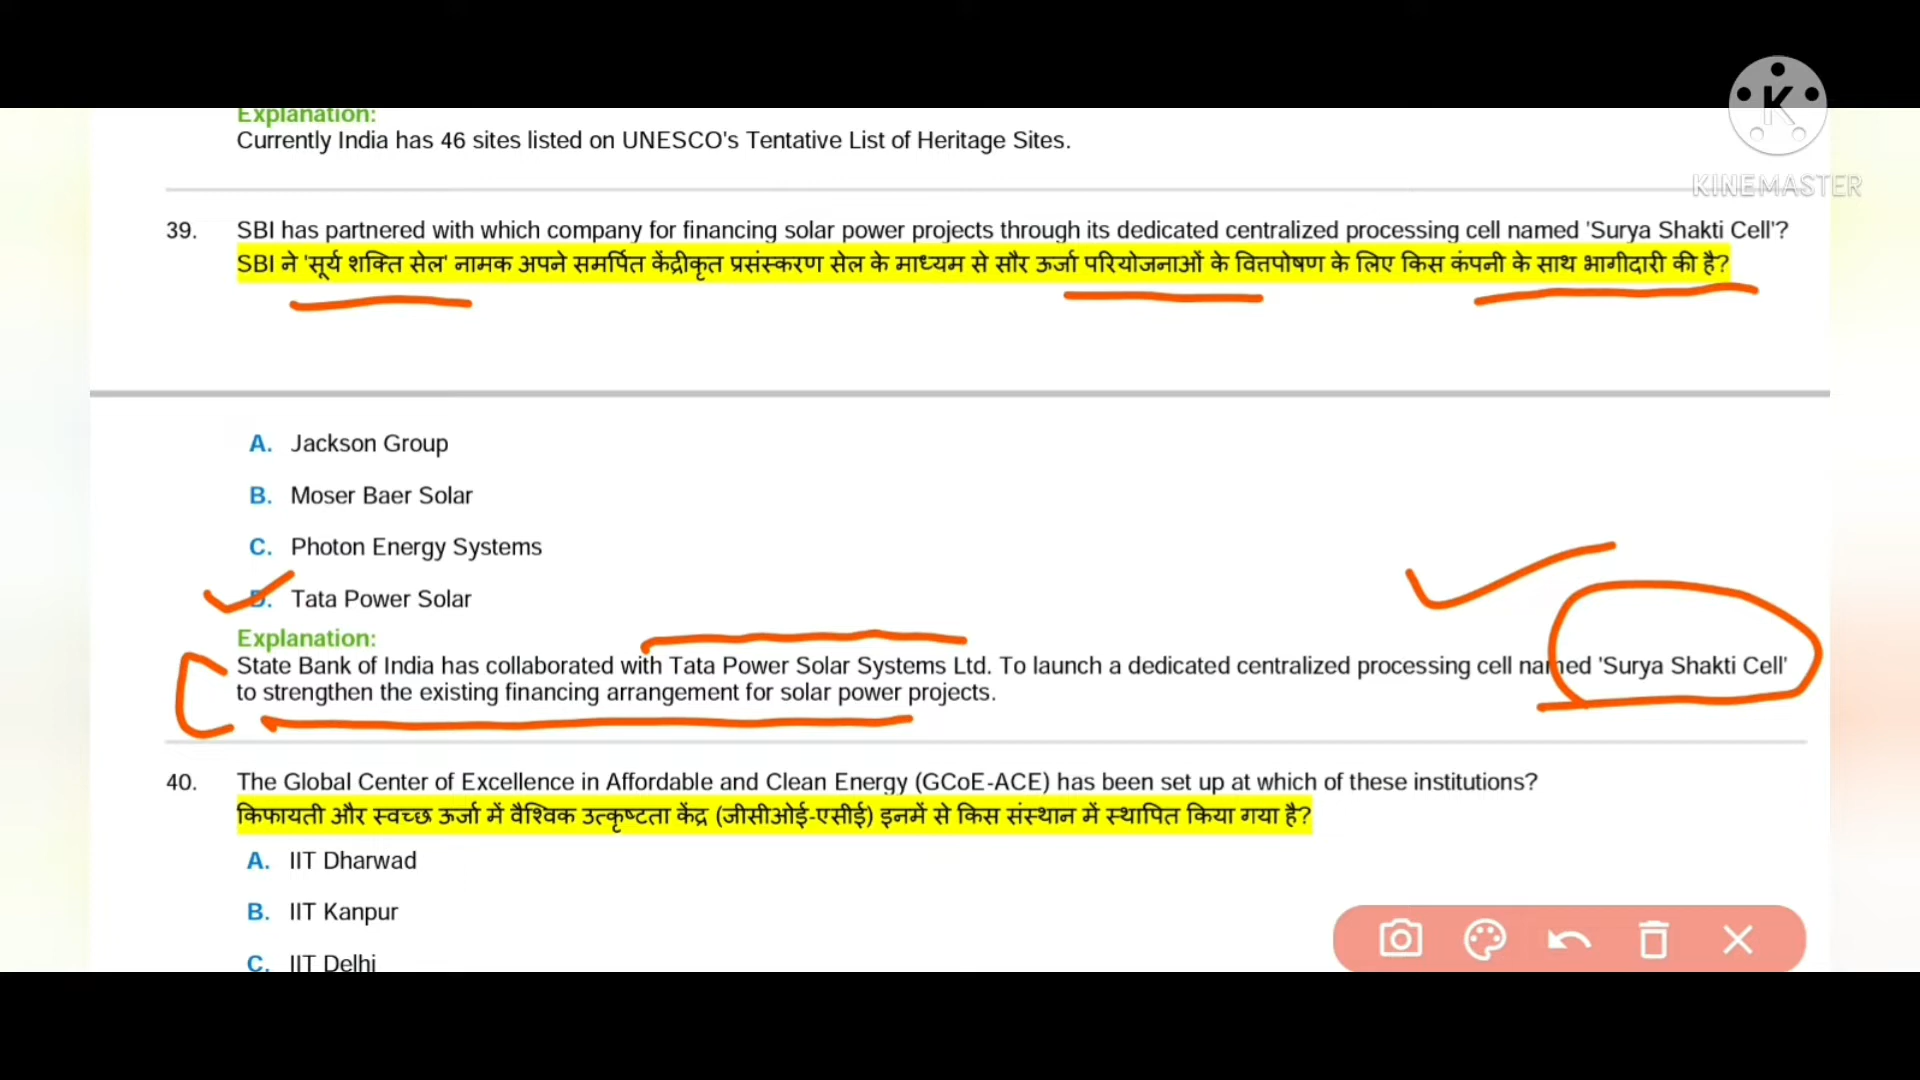 Explanation:
Currently India has 46 sites listed on UNESCO's Tentative List of Heritage Sites.
K
KINEMASTER
39. SBI has partnered with which company for financing solar power projects through its dedicated centralized processing cell named 'Surya Shakti Cell'?
SBI ने 'सूर्य शक्ति सेल' नामक अपने समर्पित केंद्रीकृत प्रसंस्करण सेल के माध्यम से सौर ऊर्जा परियोजनाओं के वित्तपोषण के लिए किस कंपनी के साथ भागीदारी की है?
A. Jackson Group
B. Moser Baer Solar
C. Photon Energy Systems
D. Tata Power Solar
Explanation:
State Bank of India has collaborated with Tata Power Solar Systems Ltd. To launch a dedicated centralized processing cell named 'Surya Shakti Cell'
to strengthen the existing financing arrangement for solar power projects.
40. The Global Center of Excellence in Affordable and Clean Energy (GCoE-ACE) has been set up at which of these institutions?
किफायती और स्वच्छ ऊर्जा में वैश्विक उत्कृष्टता केंद्र (जीसीओई-एसीई) इनमें से किस संस्थान में स्थापित किया गया है?
A. IIT Dharwad
B. IIT Kanpur
C. IIT Delhi